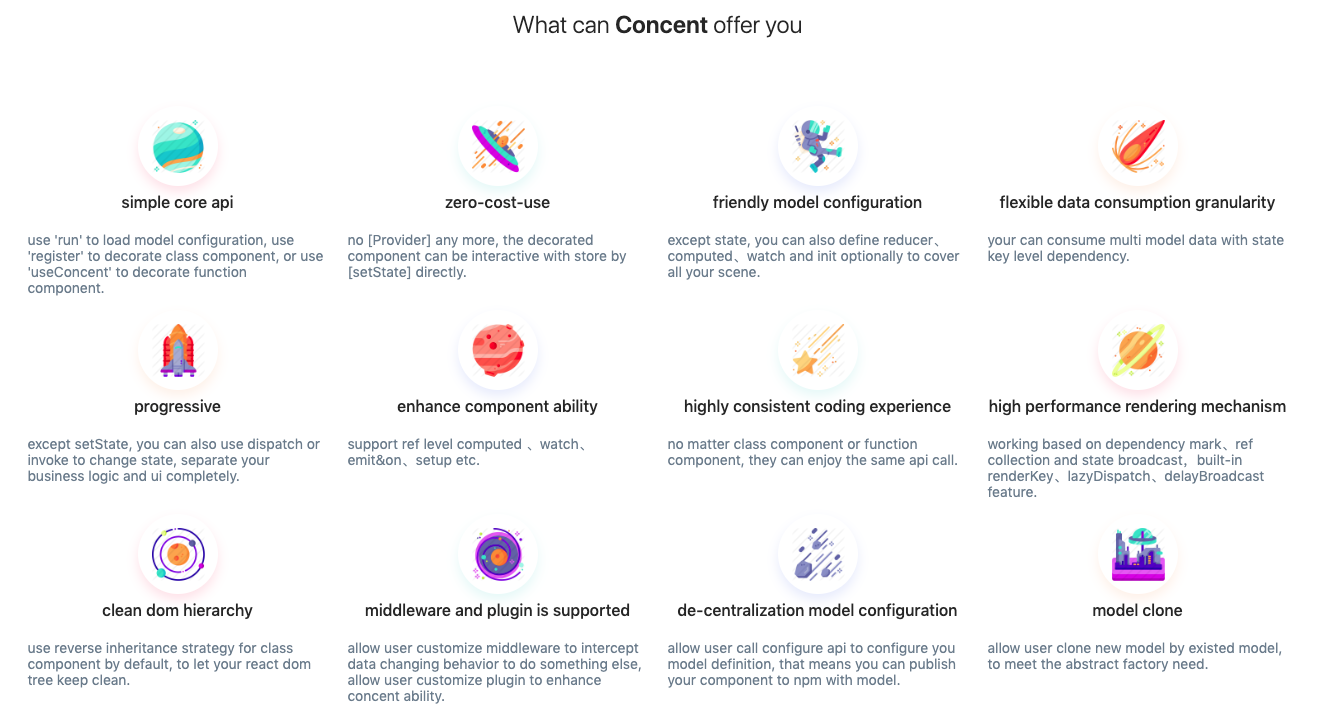 What can Concent offer you
simple core api
use 'run' to load model configuration, use
'register' to decorate class component, or use
'useConcent' to decorate function
component.
zero-cost-use
no [Provider] any more, the decorated
component can be interactive with store by
[setState] directly.
friendly model configuration
except state, you can also define reducer、
computed、watch and init optionally to cover
all your scene.
flexible data consumption granularity
your can consume multi model data with state
key level dependency.
progressive
except setState, you can also use dispatch or
invoke to change state, separate your
business logic and ui completely.
enhance component ability
support ref level computed 、watch、
emit&on、setup etc.
highly consistent coding experience
no matter class component or function
component, they can enjoy the same api call.
high performance rendering mechanism
working based on dependency mark、ref
collection and state broadcast，built-in
renderKey、lazyDispatch、delayBroadcast
feature.
clean dom hierarchy
use reverse inheritance strategy for class
component by default, to let your react dom
tree keep clean.
middleware and plugin is supported
allow user customize middleware to intercept
data changing behavior to do something else,
allow user customize plugin to enhance
concent ability.
de-centralization model configuration
allow user call configure api to configure you
model definition, that means you can publish
your component to npm with model.
model clone
allow user clone new model by existed model,
to meet the abstract factory need.